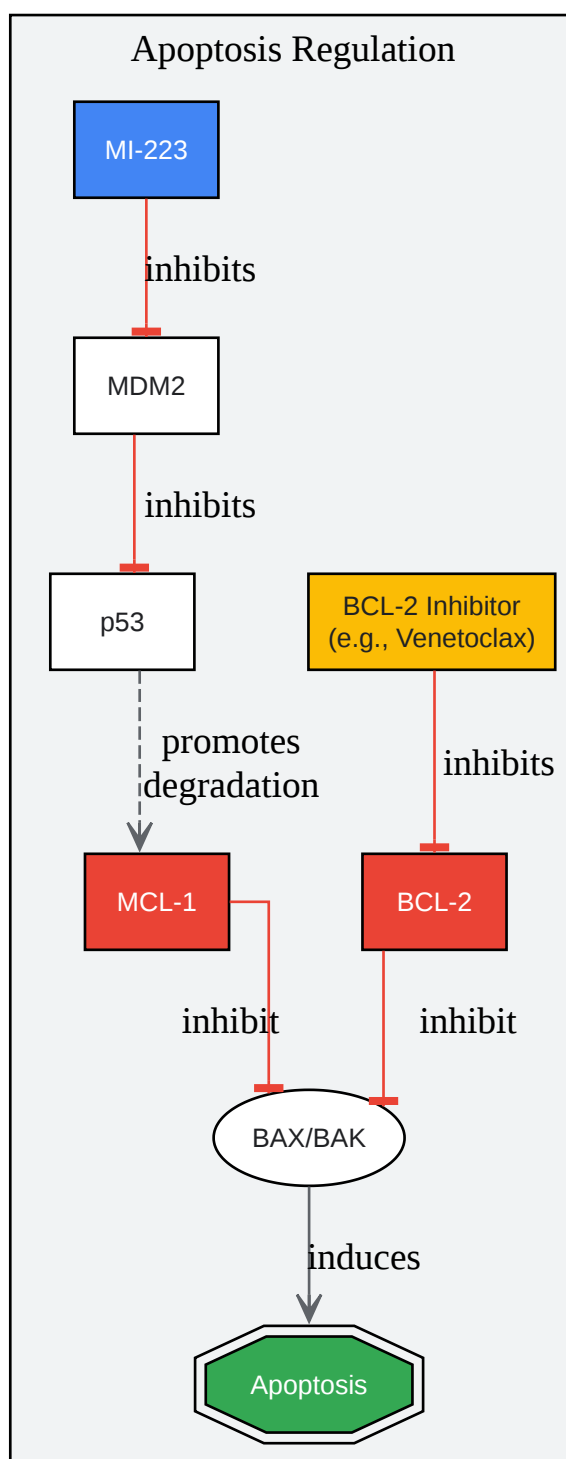 Apoptosis Regulation
MI-223
inhibits
MDM2
inhibits
p53
BCL-2 Inhibitor
(e.g., Venetoclax)
promotes
degradation
inhibits
MCL-1
BCL-2
inhibit
inhibit
BAX/BAK
induces
Apoptosis